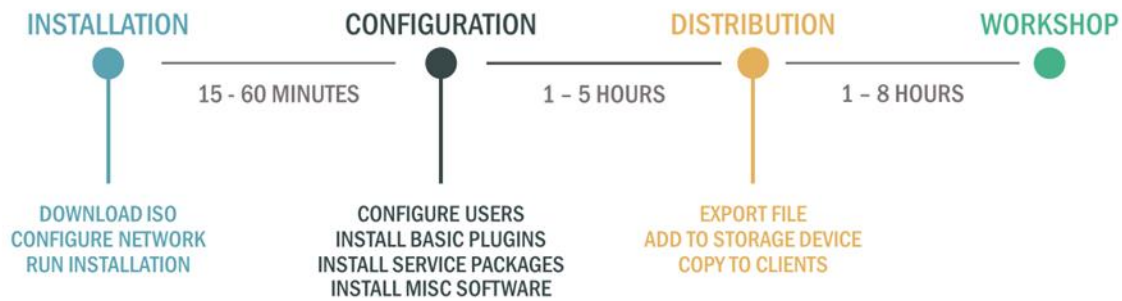 INSTALLATION
CONFIGURATION
DISTRIBUTION
WORKSHOP
15 - 60 MINUTES
1 – 5 HOURS
1 – 8 HOURS
DOWNLOAD ISO
CONFIGURE NETWORK
RUN INSTALLATION
CONFIGURE USERS
INSTALL BASIC PLUGINS
INSTALL SERVICE PACKAGES
INSTALL MISC SOFTWARE
EXPORT FILE
ADD TO STORAGE DEVICE
COPY TO CLIENTS